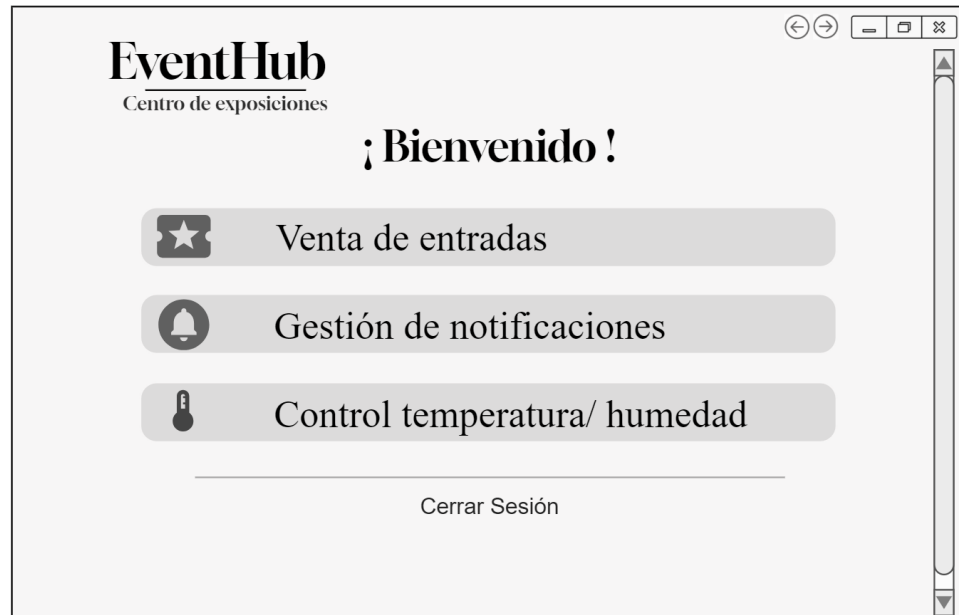 EventHub
Centro de exposiciones
¡ Bienvenido !
Venta de entradas
Gestión de notificaciones
Control temperatura/ humedad
Cerrar Sesión